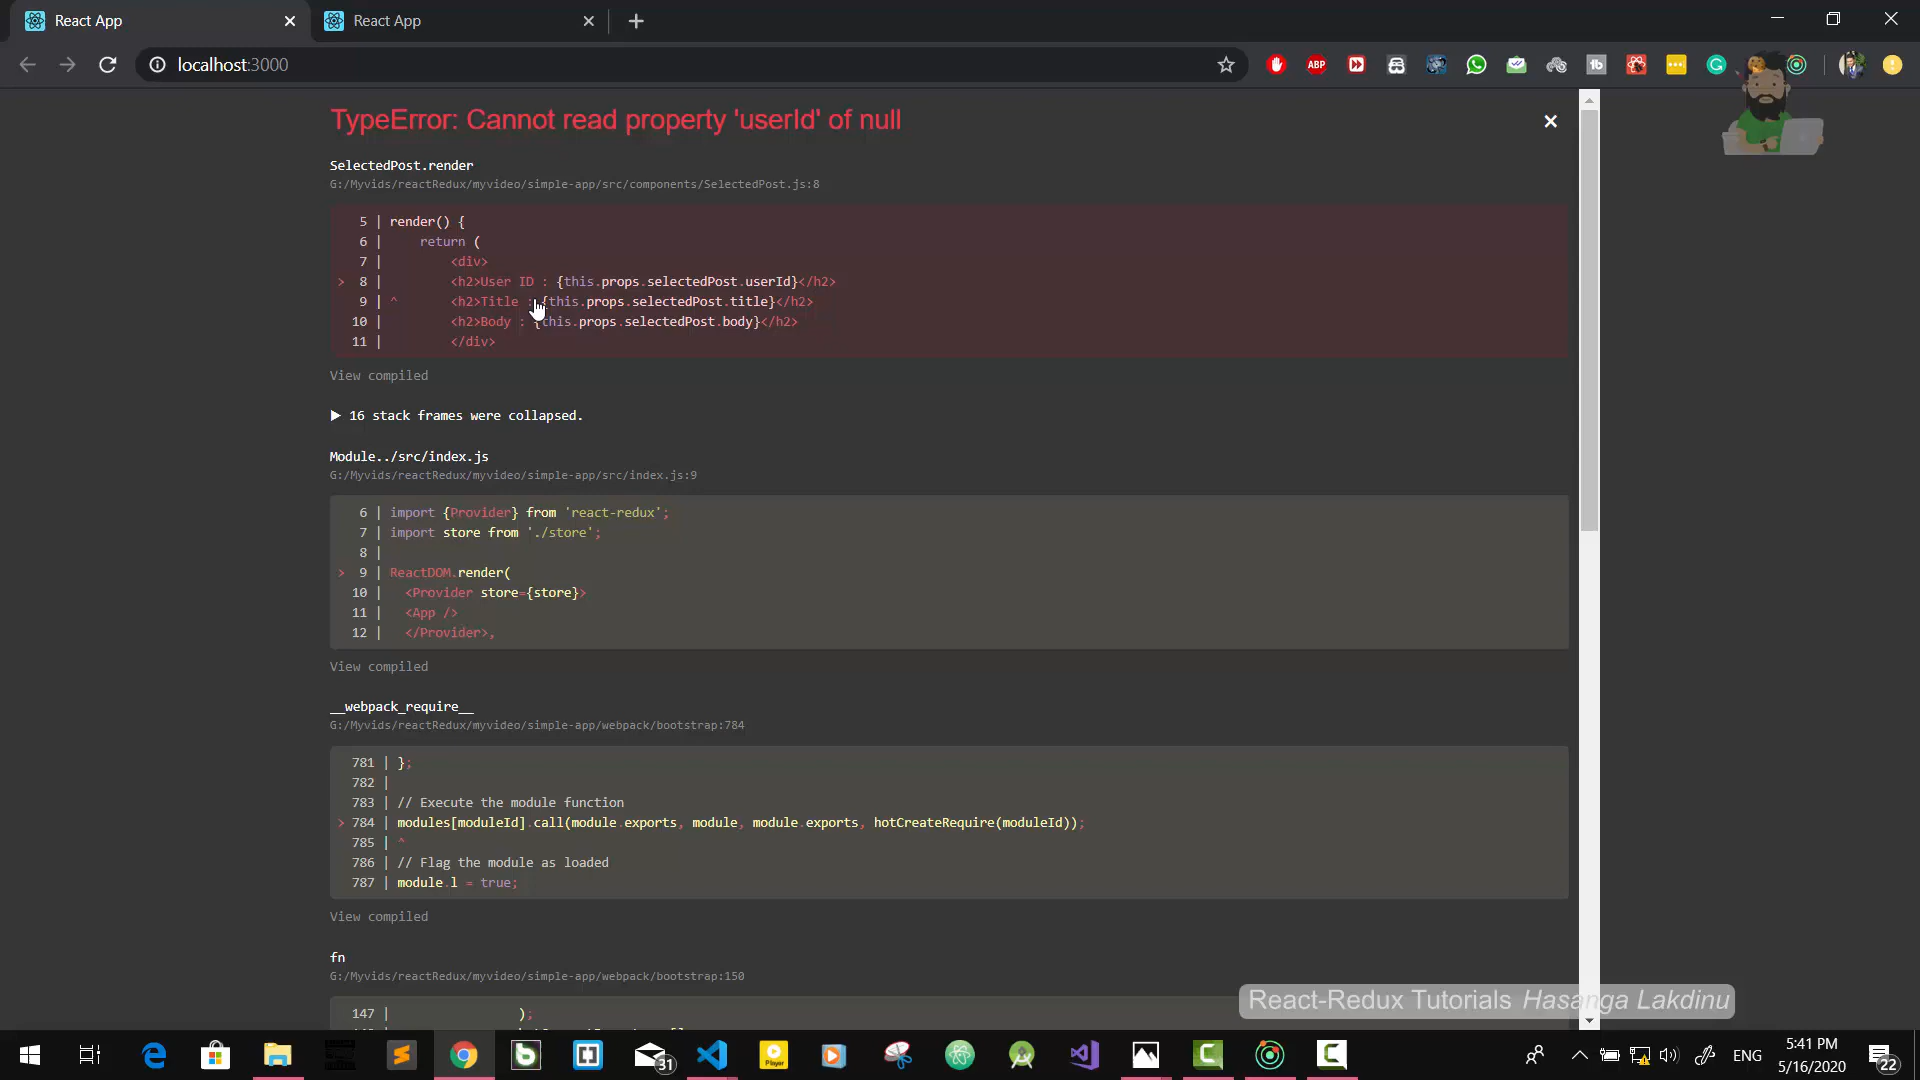 React App
React App
localhost:3000
ABP
TypeError: Cannot read property 'userId' of null
SelectedPost.render
G:/Myvids/reactRedux/myvideo/simple-app/src/components/SelectedPost.js:8
5 | render() {
6 | return (
7 | <div>
> 8 | <h2>User ID : {this.props.selectedPost.userId}</h2>
9 | ^ <h2>Title : {this.props.selectedPost.title}</h2>
10 | <h2>Body : {this.props.selectedPost.body}</h2>
11 | </div>
View compiled
▶ 16 stack frames were collapsed.
Module../src/index.js
G:/Myvids/reactRedux/myvideo/simple-app/src/index.js:9
6 | import {Provider} from 'react-redux';
7 | import store from './store';
8 |
> 9 | ReactDOM.render(
10 | <Provider store={store}>
11 | <App />
12 | </Provider>,
View compiled
__webpack_require__
G:/Myvids/reactRedux/myvideo/simple-app/webpack/bootstrap:784
781 | };
782 |
783 | // Execute the module function
> 784 | modules[moduleId].call(module.exports, module, module.exports, hotCreateRequire(moduleId));
785 | ^
786 | // Flag the module as loaded
787 | module.l = true;
View compiled
fn
G:/Myvids/reactRedux/myvideo/simple-app/webpack/bootstrap:150
147 | );
React-Redux Tutorials Hasanga Lakdinu
31
Player
ENG
5:41 PM
5/16/2020
22